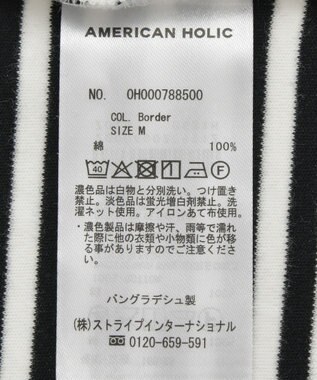 AMERICAN HOLIC
NO. 0H000788500
COL. Border
SIZE M
綿 100%
40
F
濃色品は白物と分別洗い。つけ置き
禁止。淡色品は蛍光増白剤禁止。洗
濯ネット使用。アイロンあて布使用。
・濃色製品は摩擦や汗、雨等で濡れ
た際に他の衣類や小物類に色が移
る事がありますのでご注意くださ
い。
バングラデシュ製
(株)ストライプインターナショナル
0120-659-591